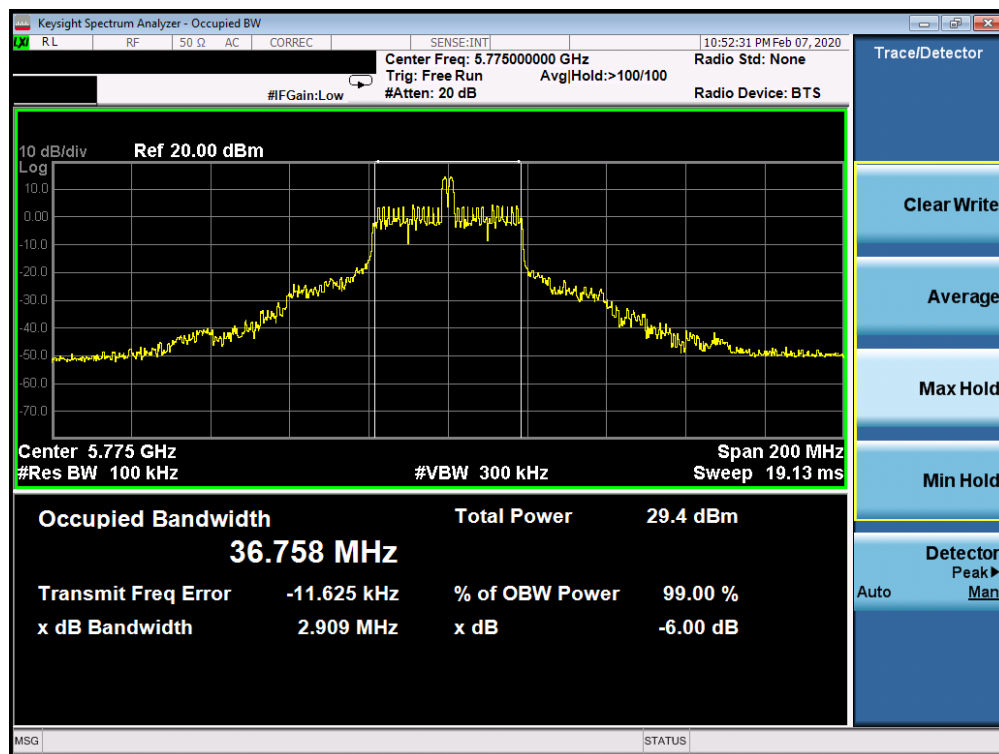 Keysight Spectrum Analyzer - Occupied BW
LXI RL RF 50 Ω AC CORREC SENSE:INT 10:52:31 PM Feb 07, 2020
Center Freq: 5.775000000 GHz Radio Std: None
Trig: Free Run Avg|Hold:>100/100
#IFGain:Low #Atten: 20 dB Radio Device: BTS
Trace/Detector
10 dB/div Ref 20.00 dBm
Log
10.0
0.00
-10.0
-20.0
-30.0
-40.0
-50.0
-60.0
-70.0
Center 5.775 GHz Span 200 MHz
#Res BW 100 kHz #VBW 300 kHz Sweep 19.13 ms
Occupied Bandwidth Total Power 29.4 dBm
36.758 MHz
Transmit Freq Error -11.625 kHz % of OBW Power 99.00 %
x dB Bandwidth 2.909 MHz x dB -6.00 dB
Clear Write
Average
Max Hold
Min Hold
Detector
Peak▶
Auto Man
MSG STATUS